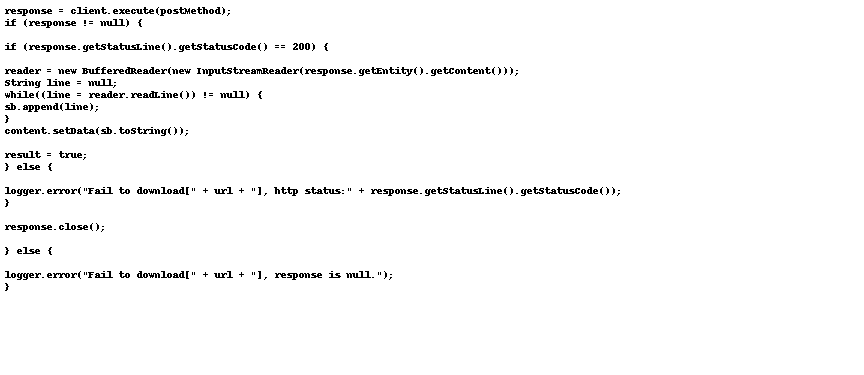 response = client.execute(postMethod);
if (response != null) {
if (response.getStatusLine().getStatusCode() == 200) {
reader = new BufferedReader(new InputStreamReader(response.getEntity().getContent()));
String line = null;
while((line = reader.readLine()) != null) {
sb.append(line);
}
content.setData(sb.toString());
result = true;
} else {
logger.error("Fail to download[" + url + "], http status:" + response.getStatusLine().getStatusCode());
}
response.close();
} else {
logger.error("Fail to download[" + url + "], response is null.");
}